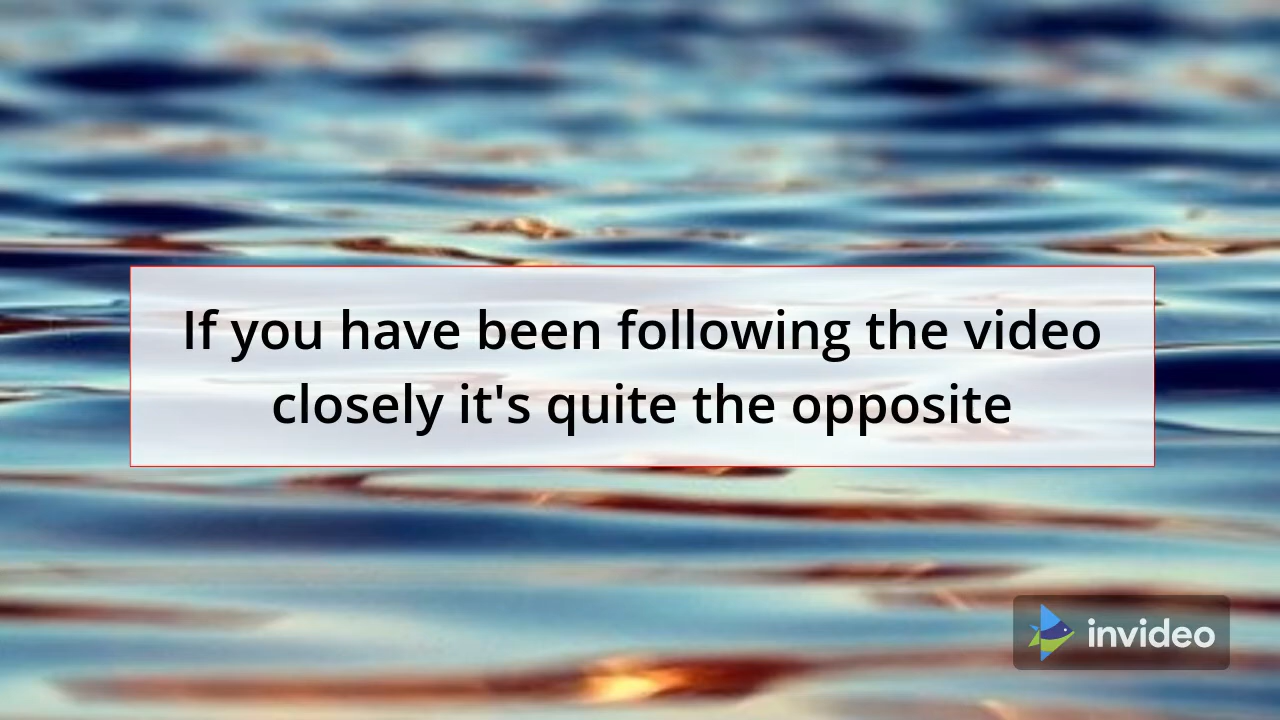 If you have been following the video
closely it's quite the opposite
invideo